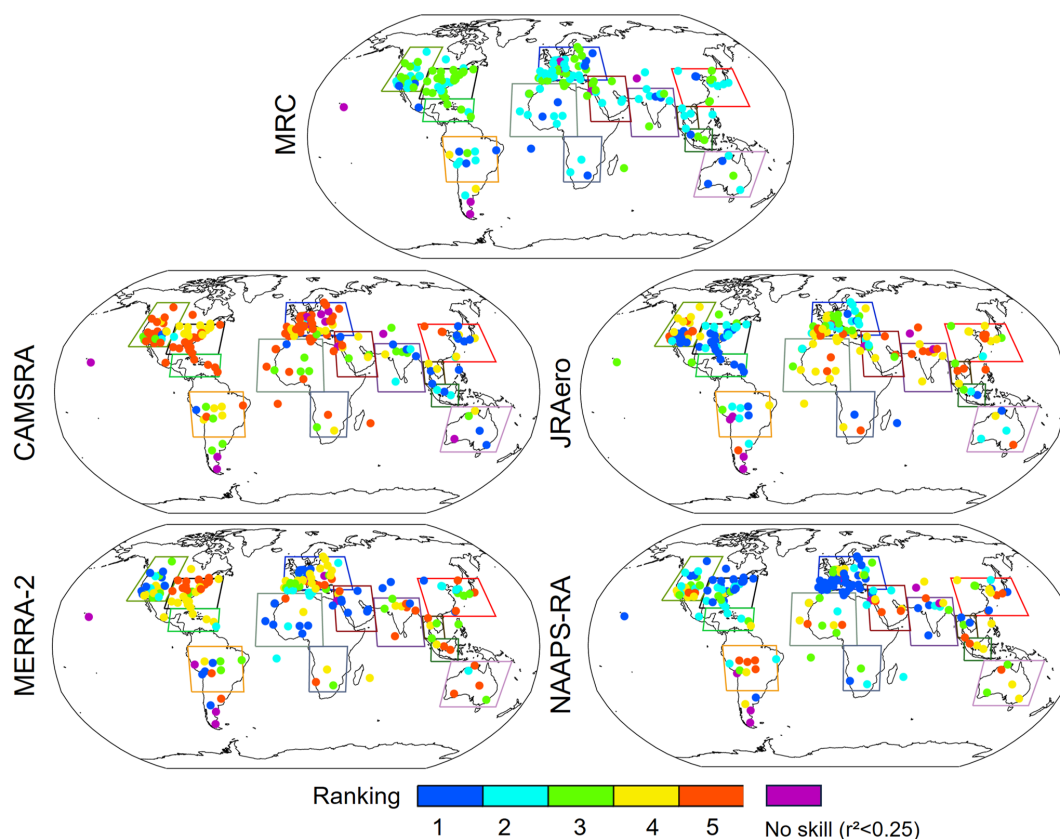 MRC
CAMSRA
JRAero
MERRA-2
NAAPS-RA
Ranking
1 2 3 4 5 No skill (r²<0.25)